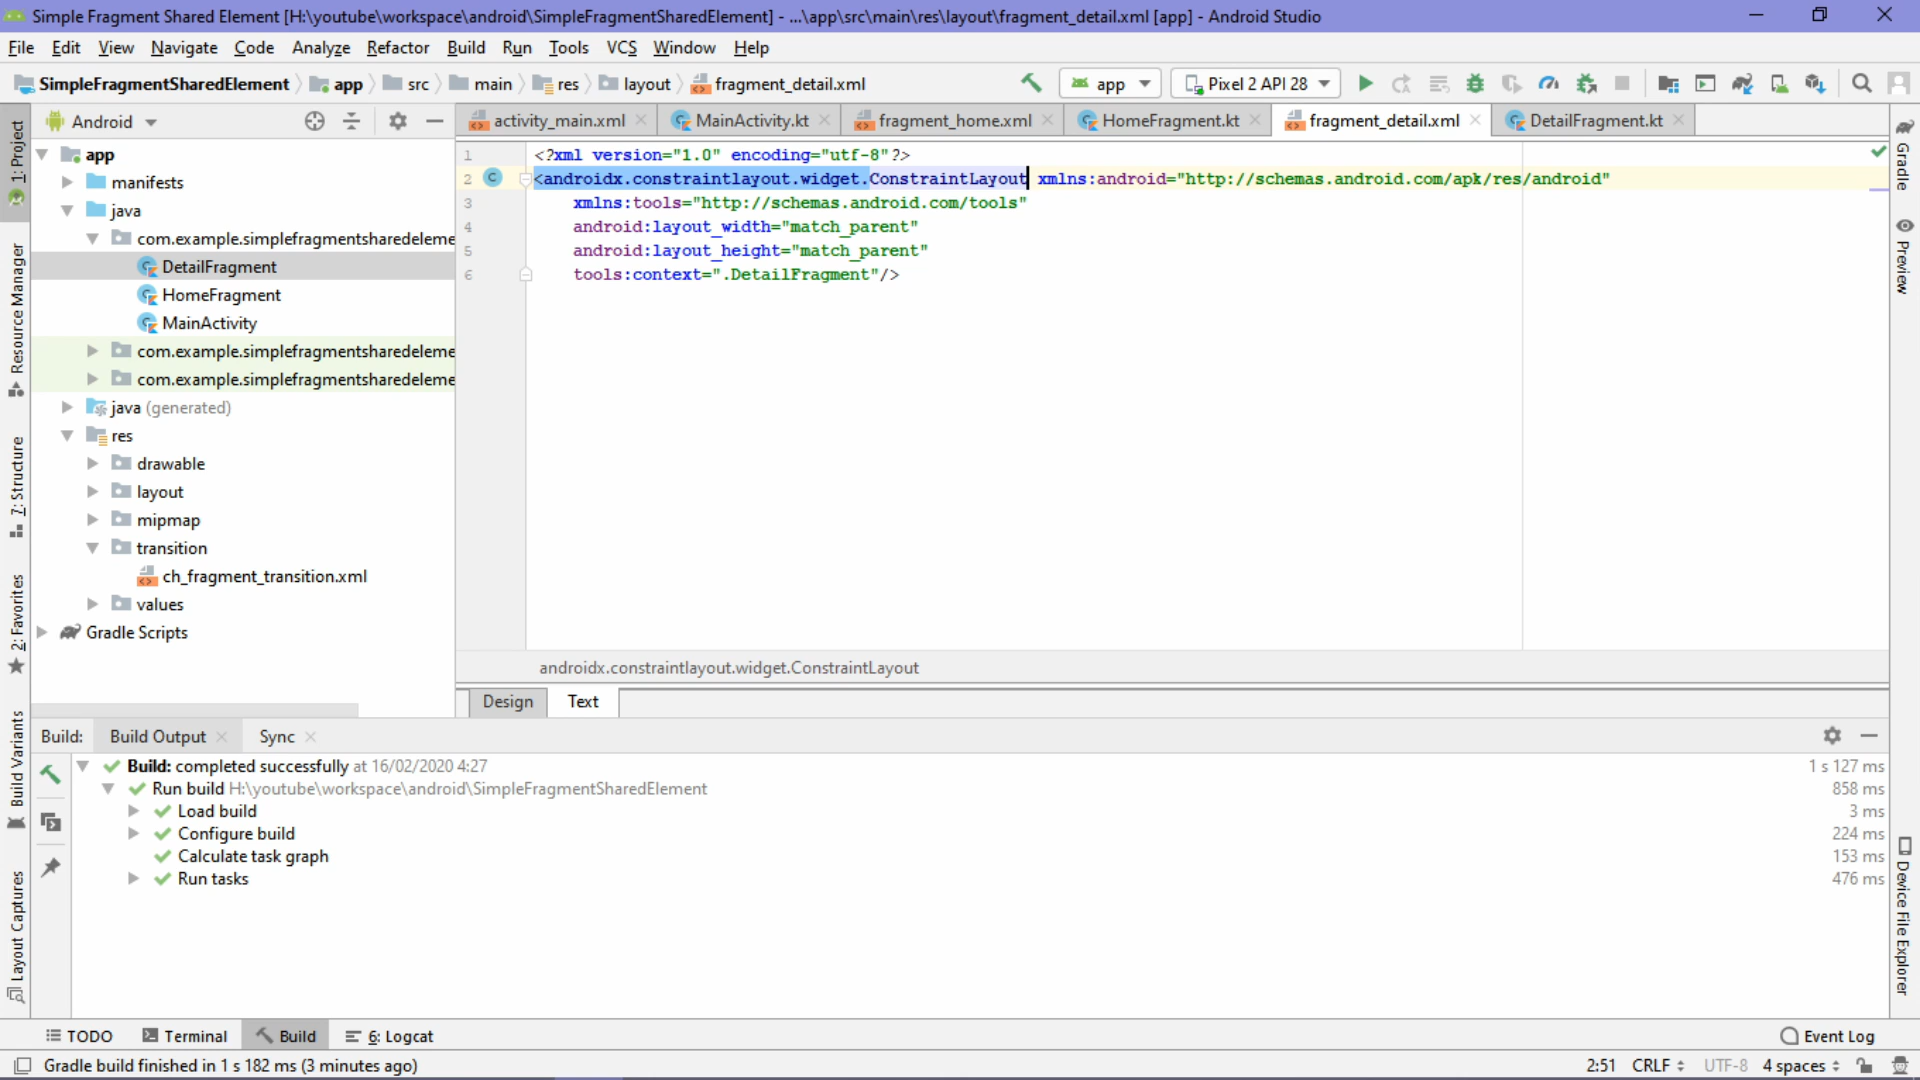 Simple Fragment Shared Element [H:\youtube\workspace\android\SimpleFragmentSharedElement] - ...\app\src\main\res\layout\fragment_detail.xml [app] - Android Studio
File Edit View Navigate Code Analyze Refactor Build Run Tools VCS Window Help
SimpleFragmentSharedElement app src main res layout fragment_detail.xml app Pixel 2 API 28
Android
activity_main.xml MainActivity.kt fragment_home.xml HomeFragment.kt fragment_detail.xml DetailFragment.kt
1: Project
Resource Manager
7: Structure
2: Favorites
Build Variants
Layout Captures
app
manifests
java
com.example.simplefragmentsharedeleme
DetailFragment
HomeFragment
MainActivity
com.example.simplefragmentsharedeleme
com.example.simplefragmentsharedeleme
java (generated)
res
drawable
layout
mipmap
transition
ch_fragment_transition.xml
values
Gradle Scripts
1 <?xml version="1.0" encoding="utf-8"?>
2 <androidx.constraintlayout.widget.ConstraintLayout xmlns:android="http://schemas.android.com/apk/res/android"
3 xmlns:tools="http://schemas.android.com/tools"
4 android:layout_width="match_parent"
5 android:layout_height="match_parent"
6 tools:context=".DetailFragment"/>
androidx.constraintlayout.widget.ConstraintLayout
Design Text
Gradle
Preview
Device File Explorer
Build: Build Output Sync
Build: completed successfully at 16/02/2020 4:27 1 s 127 ms
Run build H:\youtube\workspace\android\SimpleFragmentSharedElement 858 ms
Load build 3 ms
Configure build 224 ms
Calculate task graph 153 ms
Run tasks 476 ms
TODO Terminal Build 6: Logcat Event Log
Gradle build finished in 1 s 182 ms (3 minutes ago) 2:51 CRLF UTF-8 4 spaces